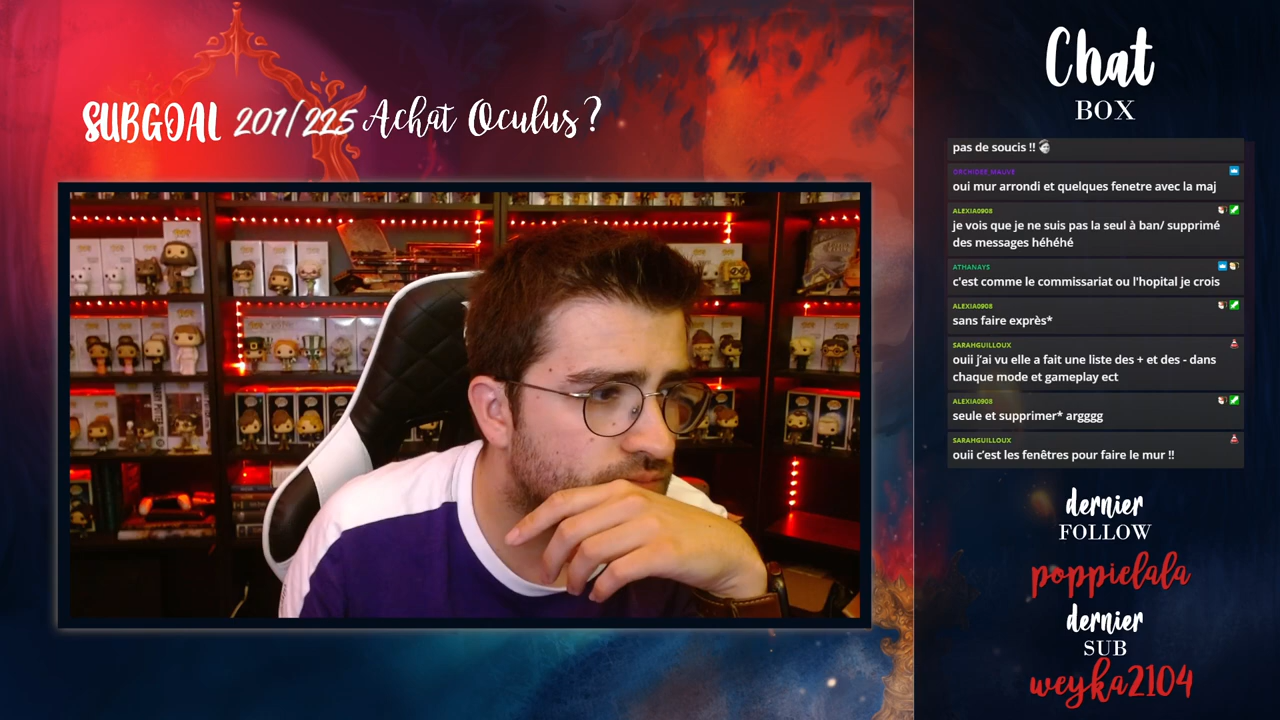 SUBGOAL 201/225 Achat Oculus ?
Chat
BOX
pas de soucis !!
ORCHIDEE_MAUVE
oui mur arrondi et quelques fenetre avec la maj
ALEXIA0908
je vois que je ne suis pas la seul à ban/ supprimé
des messages héhéhé
ATHANAYS
c'est comme le commissariat ou l'hopital je crois
ALEXIA0908
sans faire exprès*
SARAHGUILLOUX
ouii j'ai vu elle a fait une liste des + et des - dans
chaque mode et gameplay ect
ALEXIA0908
seule et supprimer* argggg
SARAHGUILLOUX
ouii c'est les fenêtres pour faire le mur !!
dernier
FOLLOW
poppielala
dernier
SUB
weyka2104